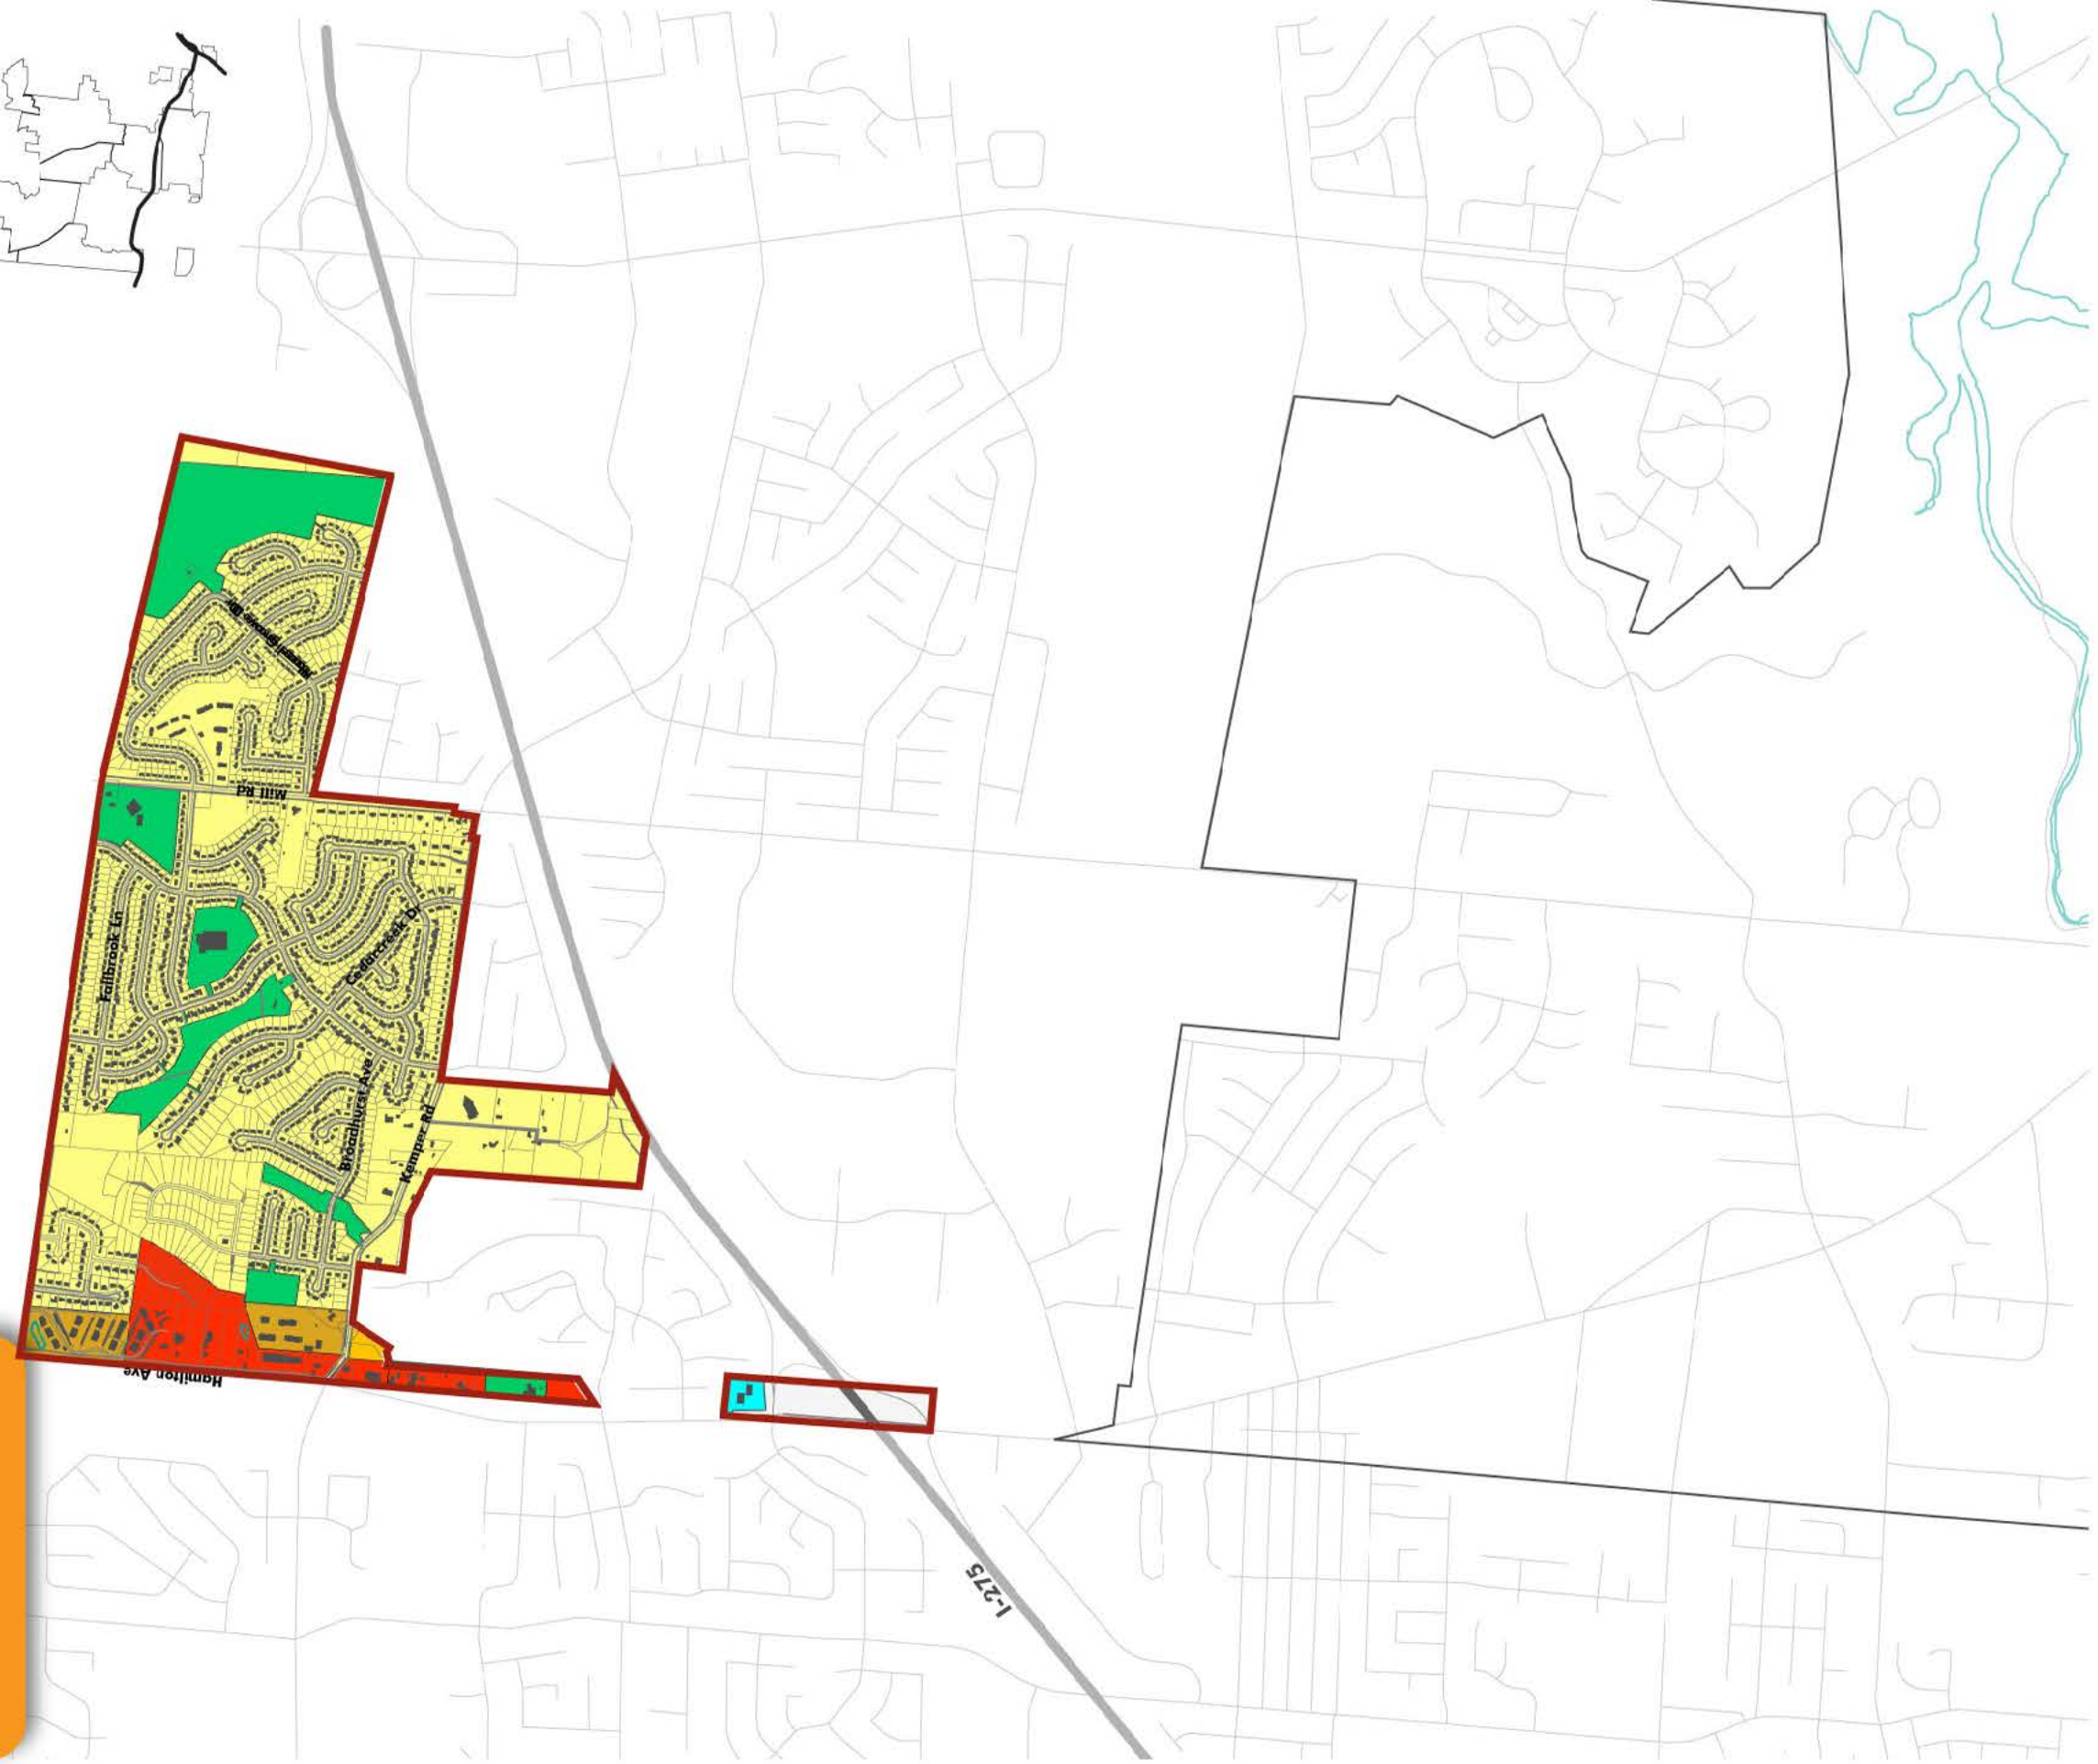 Mill Rd
Fallbrook Ln
Cedarcreek Dr
Broadhurst Ave
Kemper Rd
Hamilton Ave
I-275